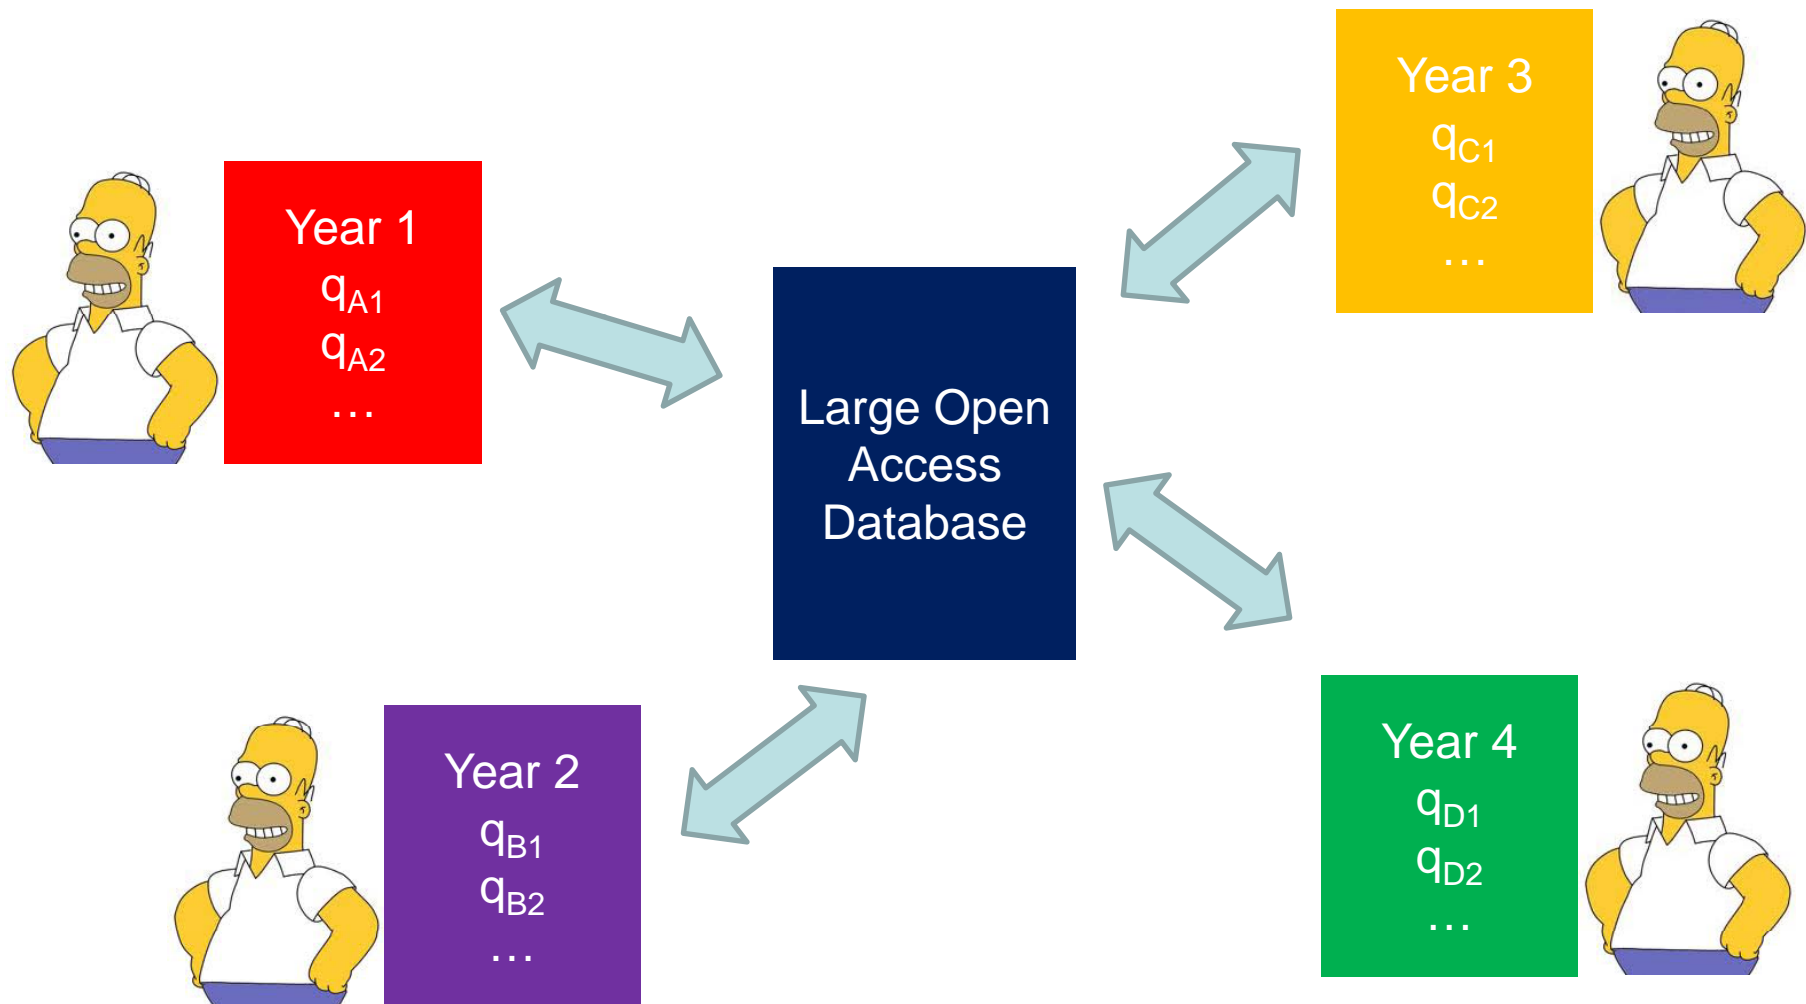 Year 1
qA1
qA2
…
Year 2
qB1
qB2
…
Large Open
Access
Database
Year 3
qC1
qC2
…
Year 4
qD1
qD2
…